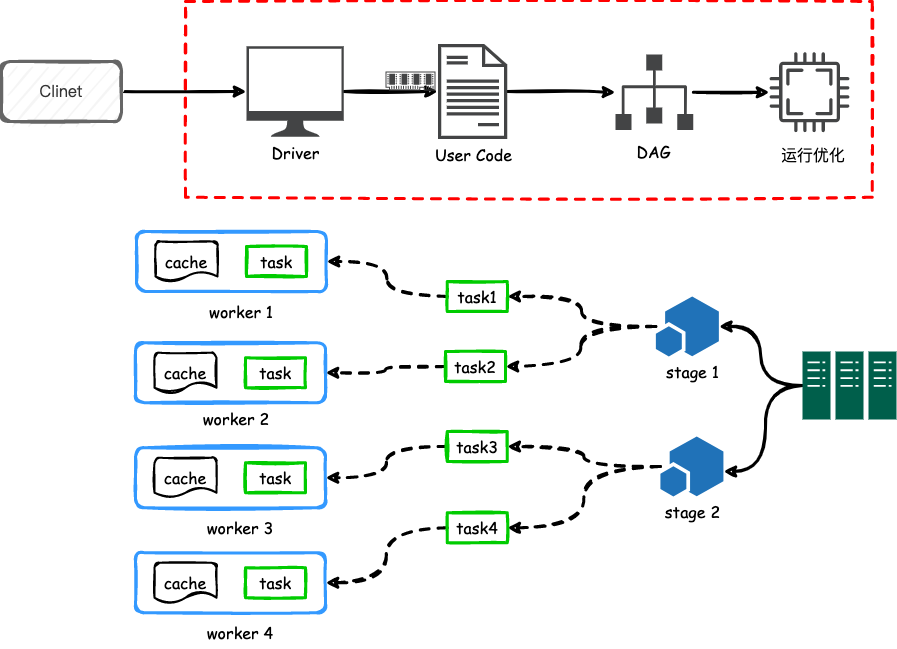 Clinet
Driver
User Code
DAG
运行优化
cache
task
worker 1
task1
stage 1
cache
task
worker 2
task2
cache
task
worker 3
task3
stage 2
cache
task
worker 4
task4